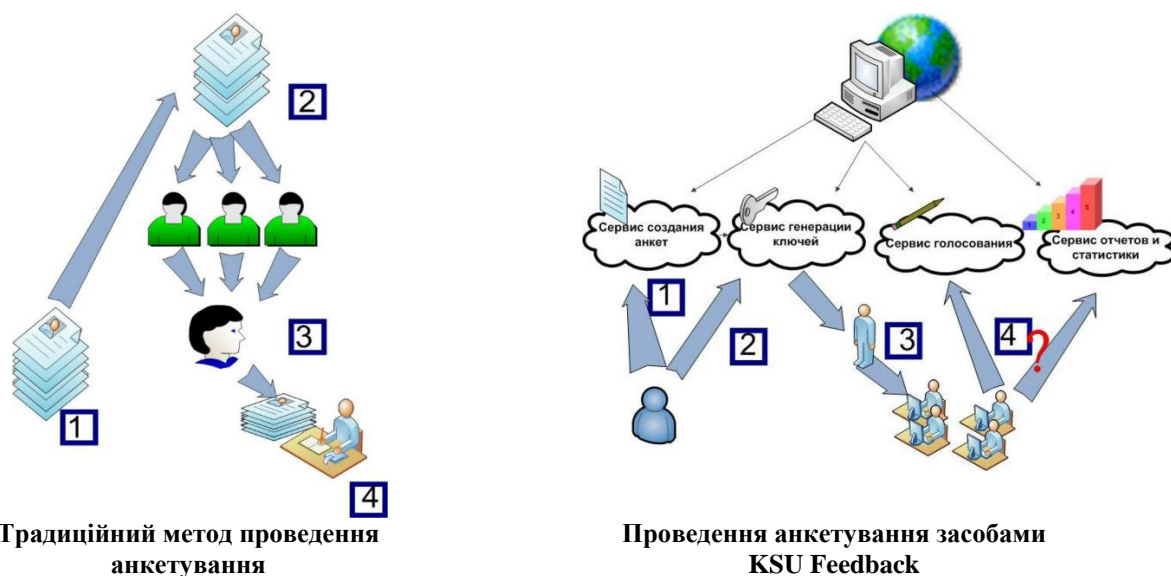 2
3
1
4
Традиційний метод проведення
анкетування
1 2 3 4 5
Сервис создания
анкет
Сервис генерации
ключей
Сервис голосования
Сервис отчетов и
статистики
1
2
3
4 ?
Проведення анкетування засобами
KSU Feedback